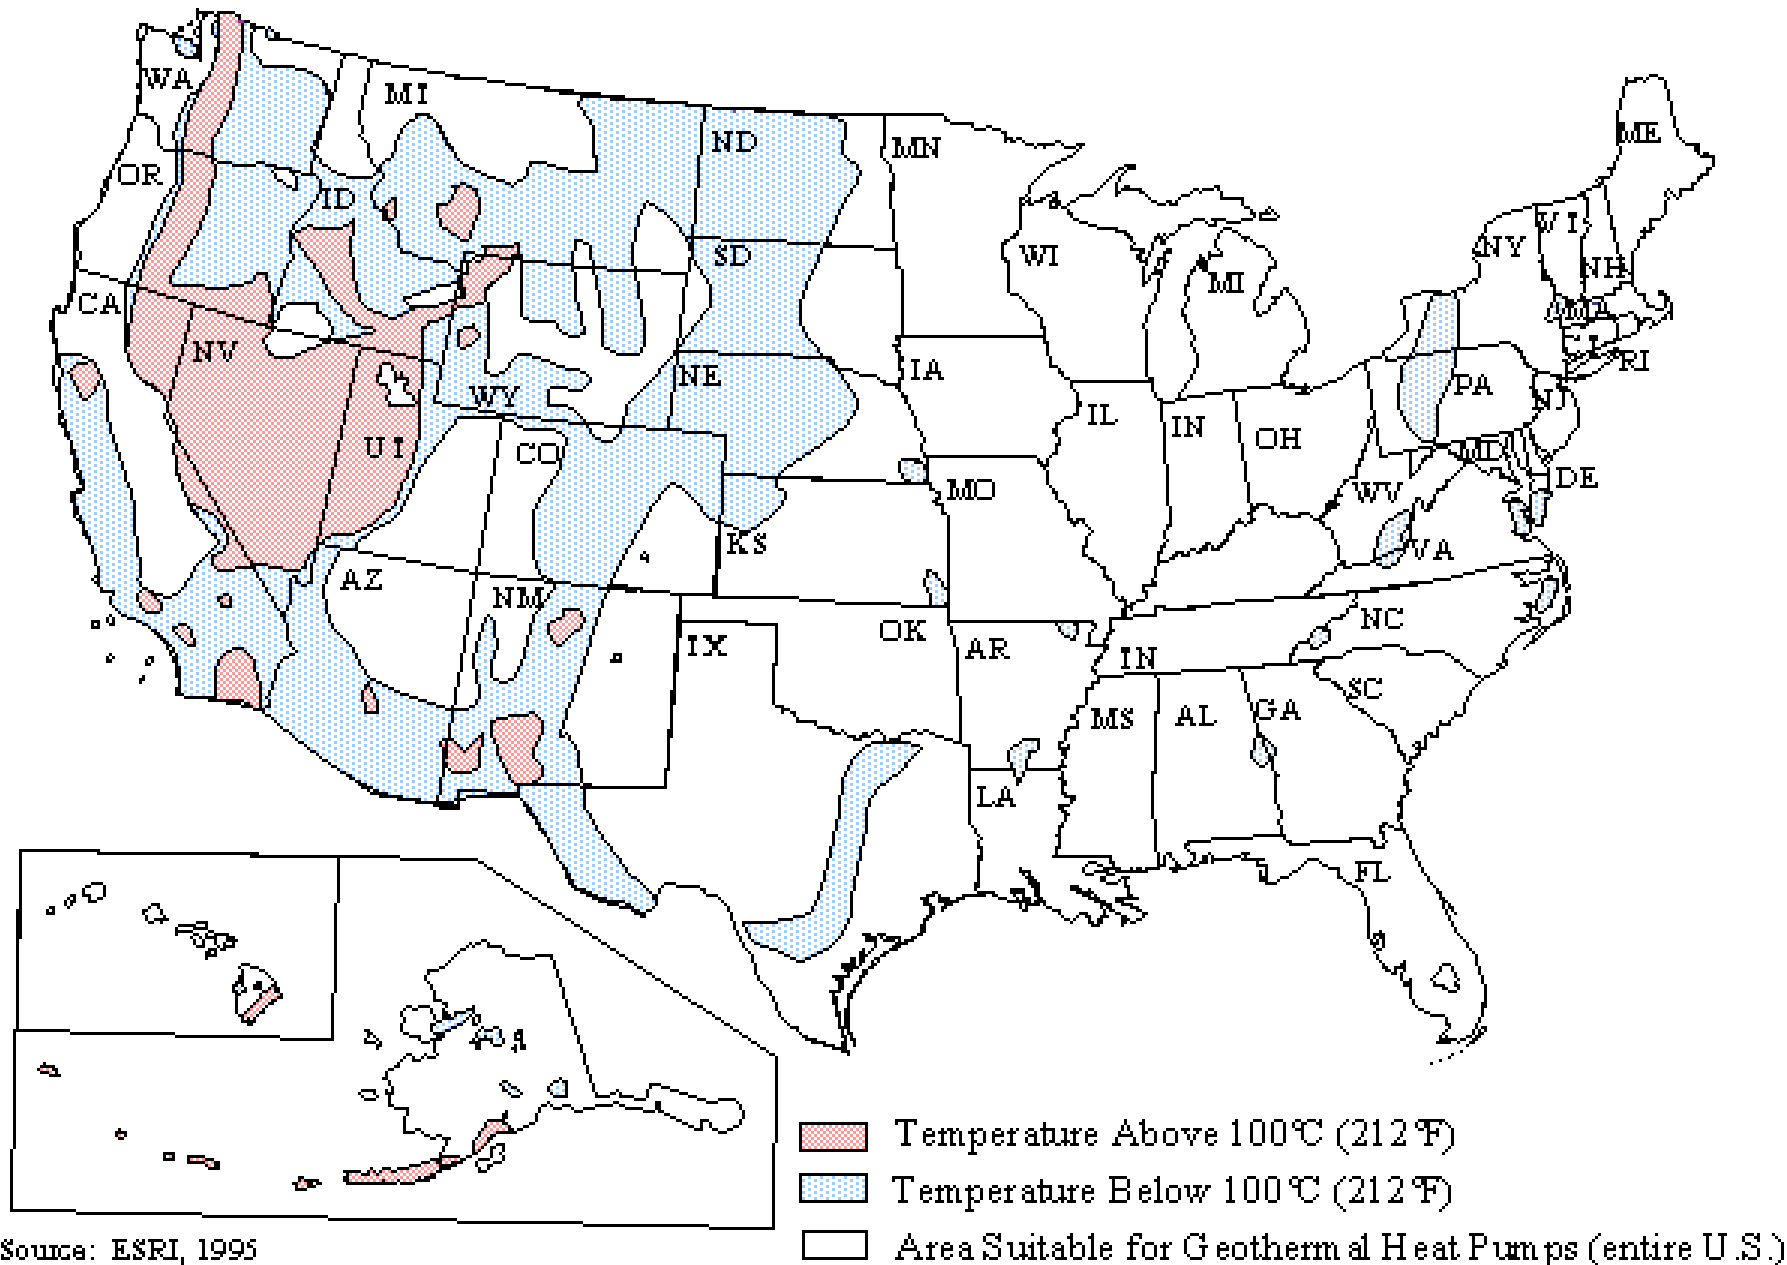 WA
MT
ND
MN
ME
OR
ID
SD
WI
MI
NY
VT
NH
MA
CA
NV
WY
NE
IA
IL
IN
OH
PA
NJ
CT
RI
UT
CO
KS
MO
WV
VA
MD
DE
AZ
NM
OK
TX
AR
TN
NC
SC
MS
AL
GA
LA
FL
Temperature Above 100°C (212°F)
Temperature Below 100°C (212°F)
Area Suitable for Geothermal Heat Pumps (entire U.S.)
Source: ESRI, 1995